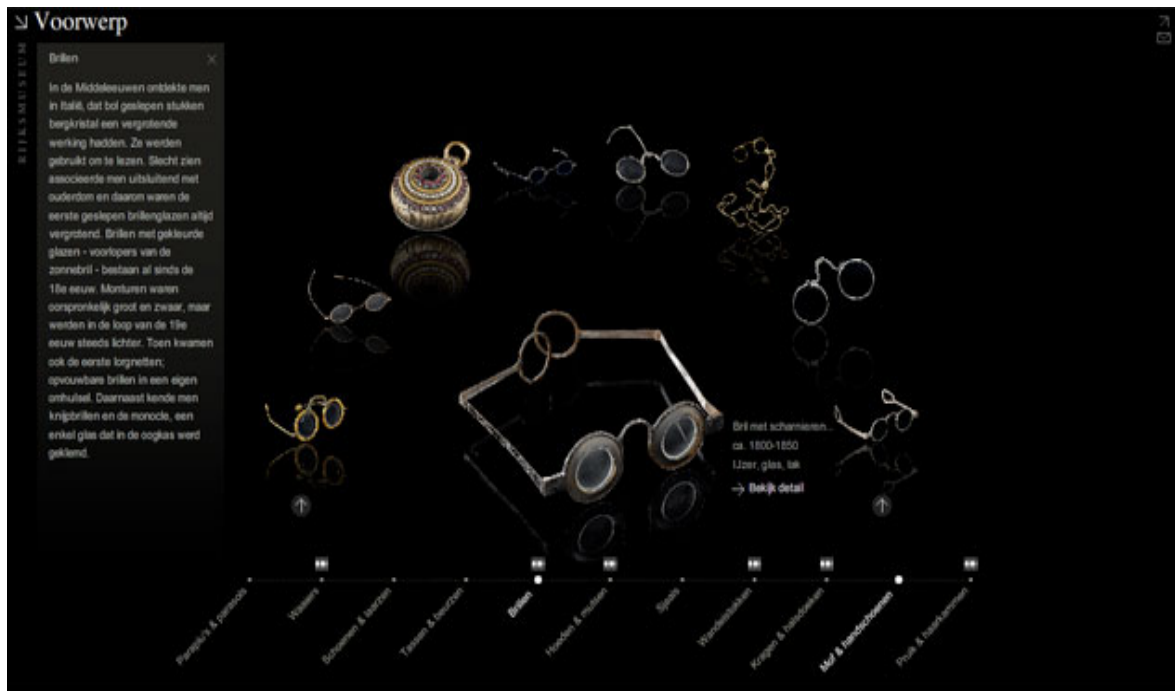 Voorwerp
RIJKSMUSEUM
Brillen
In de Middeleeuwen ontdekte men
in Italië, dat bol geslepen stukken
bergkristal een vergrotende
werking hadden. Ze werden
gebruikt om te lezen. Slecht zien
associeerde men uitsluitend met
ouderdom en daarom waren de
eerste geslepen brillenglazen altijd
vergrotend. Brillen met gekleurde
glazen - voorlopers van de
zonnebril - bestaan al sinds de
18e eeuw. Monturen waren
oorspronkelijk groot en zwaar, maar
werden in de loop van de 19e
eeuw steeds lichter. Toen kwamen
ook de eerste lorgnetten;
opvouwbare brillen in een eigen
omhulsel. Daarnaast kende men
knijpbrillen en de monocle, een
enkel glas dat in de oogkas werd
geklemd.
Bril met scharnieren...
ca. 1800-1850
IJzer, glas, lak
Bekijk detail
Paraplu's & parasols
Waaiers
Schoenen & laarzen
Tassen & beurzen
Brillen
Hoeden & mutsen
Sjaals
Wandelstokken
Kragen & halsdoeken
Mof & handschoenen
Pruik & haarkammen